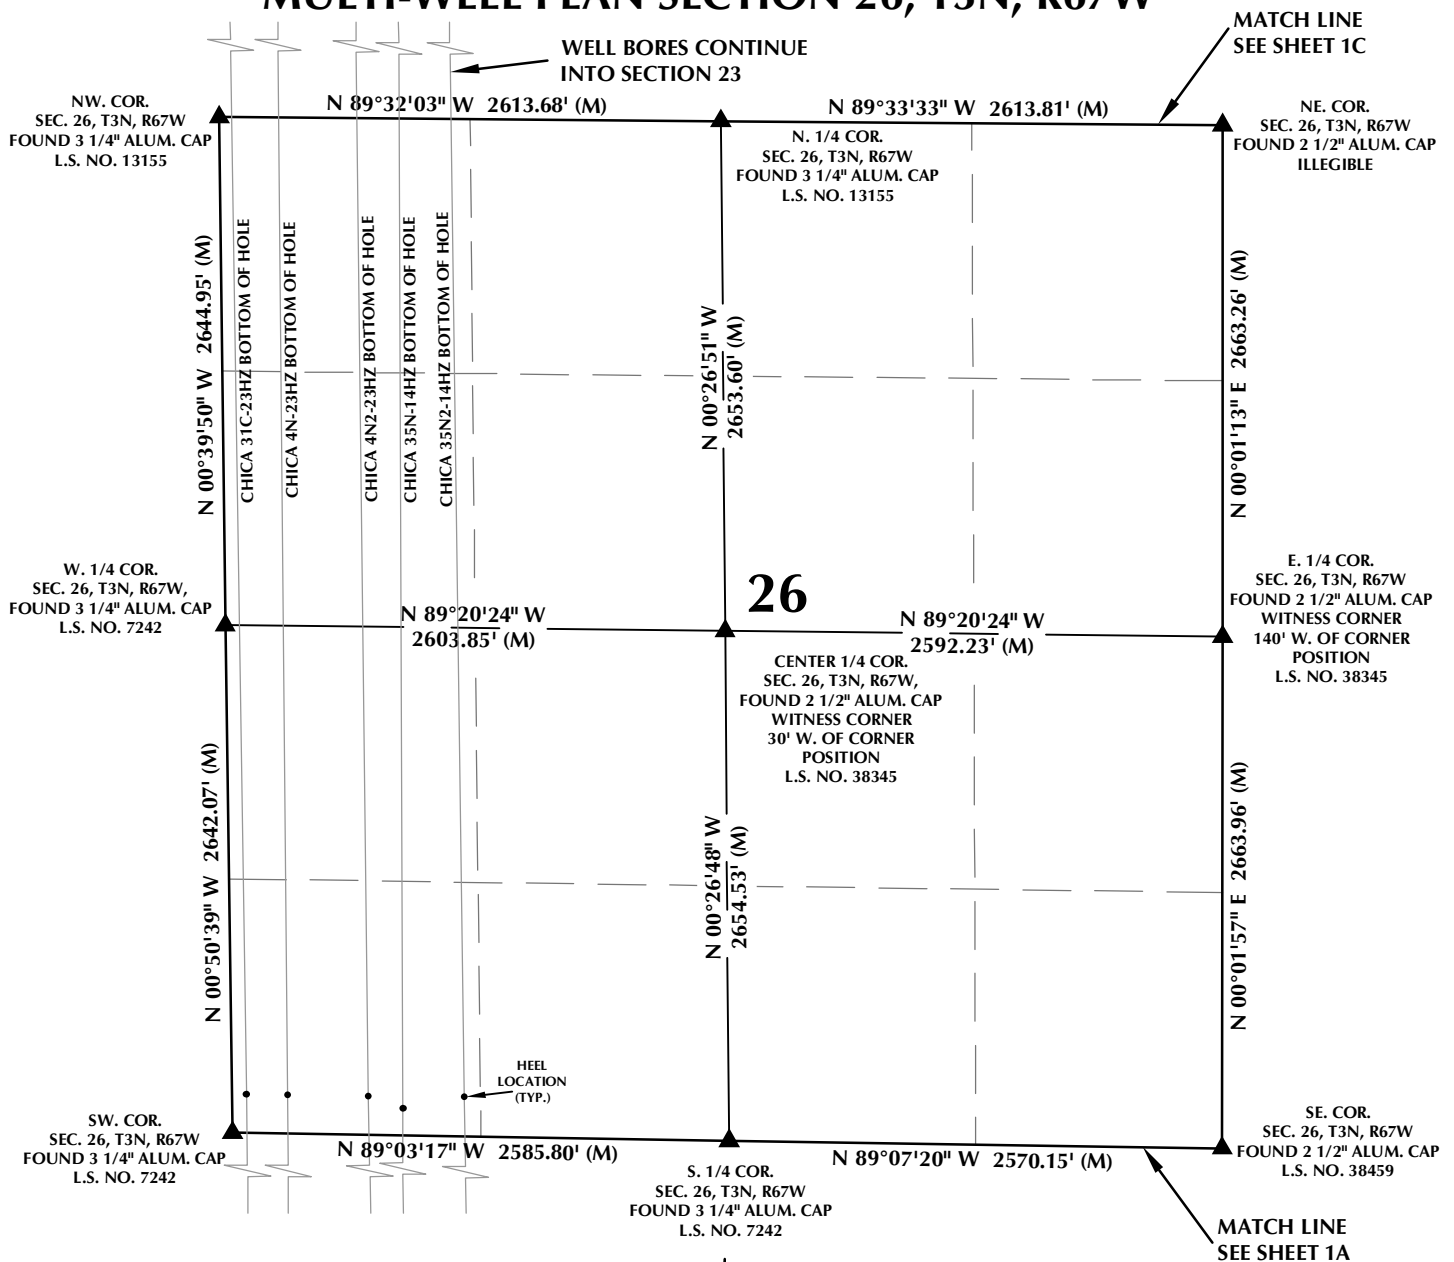 MULTI-WELL PLAN SECTION 26, T3N, R67W
MATCH LINE
SEE SHEET 1C
WELL BORES CONTINUE
INTO SECTION 23
NW. COR.
SEC. 26, T3N, R67W
FOUND 3 1/4" ALUM. CAP
L.S. NO. 13155
N 89°32'03" W 2613.68' (M)
N 89°33'33" W 2613.81' (M)
NE. COR.
SEC. 26, T3N, R67W
FOUND 2 1/2" ALUM. CAP
ILLEGIBLE
N. 1/4 COR.
SEC. 26, T3N, R67W
FOUND 3 1/4" ALUM. CAP
L.S. NO. 13155
N 00°39'50" W 2644.95' (M)
CHICA 31C-23HZ BOTTOM OF HOLE
CHICA 4N-23HZ BOTTOM OF HOLE
CHICA 4N2-23HZ BOTTOM OF HOLE
CHICA 35N-14HZ BOTTOM OF HOLE
CHICA 35N2-14HZ BOTTOM OF HOLE
N 00°26'51" W
2653.60' (M)
N 00°01'13" E 2663.26' (M)
W. 1/4 COR.
SEC. 26, T3N, R67W,
FOUND 3 1/4" ALUM. CAP
L.S. NO. 7242
N 89°20'24" W
2603.85' (M)
26
N 89°20'24" W
2592.23' (M)
E. 1/4 COR.
SEC. 26, T3N, R67W
FOUND 2 1/2" ALUM. CAP
WITNESS CORNER
140' W. OF CORNER
POSITION
L.S. NO. 38345
CENTER 1/4 COR.
SEC. 26, T3N, R67W,
FOUND 2 1/2" ALUM. CAP
WITNESS CORNER
30' W. OF CORNER
POSITION
L.S. NO. 38345
N 00°50'39" W 2642.07' (M)
N 00°26'48" W
2654.53' (M)
N 00°01'57" E 2663.96' (M)
HEEL
LOCATION
(TYP.)
SW. COR.
SEC. 26, T3N, R67W
FOUND 3 1/4" ALUM. CAP
L.S. NO. 7242
N 89°03'17" W 2585.80' (M)
N 89°07'20" W 2570.15' (M)
SE. COR.
SEC. 26, T3N, R67W
FOUND 2 1/2" ALUM. CAP
L.S. NO. 38459
S. 1/4 COR.
SEC. 26, T3N, R67W
FOUND 3 1/4" ALUM. CAP
L.S. NO. 7242
MATCH LINE
SEE SHEET 1A